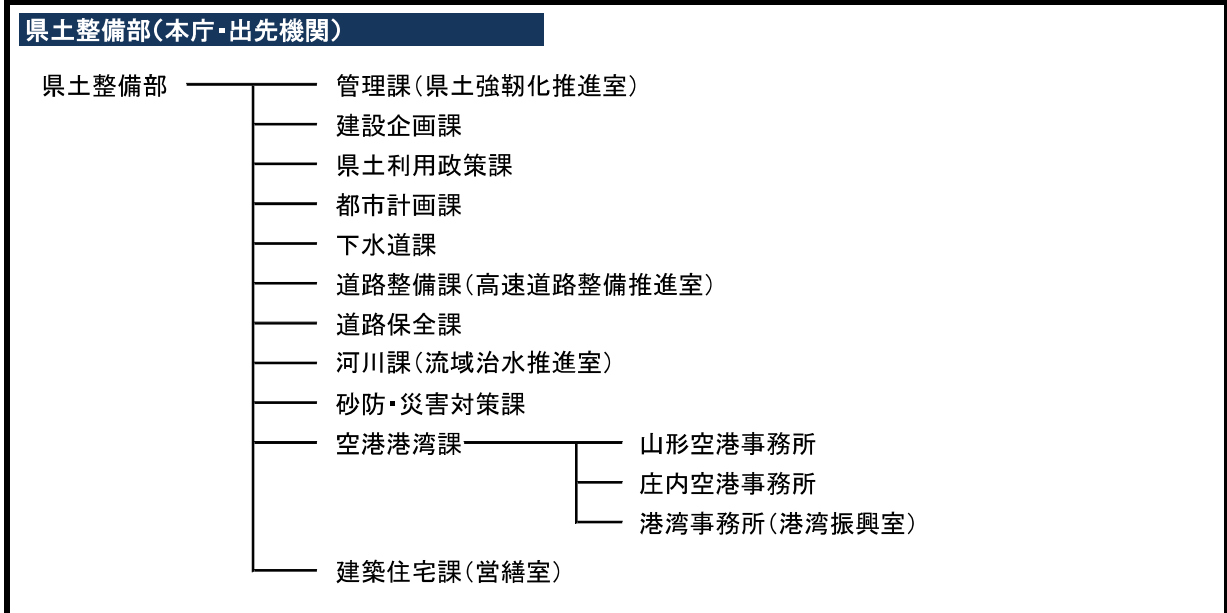 県土整備部(本庁・出先機関)
県土整備部 管理課(県土強靭化推進室)
建設企画課
県土利用政策課
都市計画課
下水道課
道路整備課(高速道路整備推進室)
道路保全課
河川課(流域治水推進室)
砂防・災害対策課
空港港湾課 山形空港事務所
庄内空港事務所
港湾事務所(港湾振興室)
建築住宅課(営繕室)